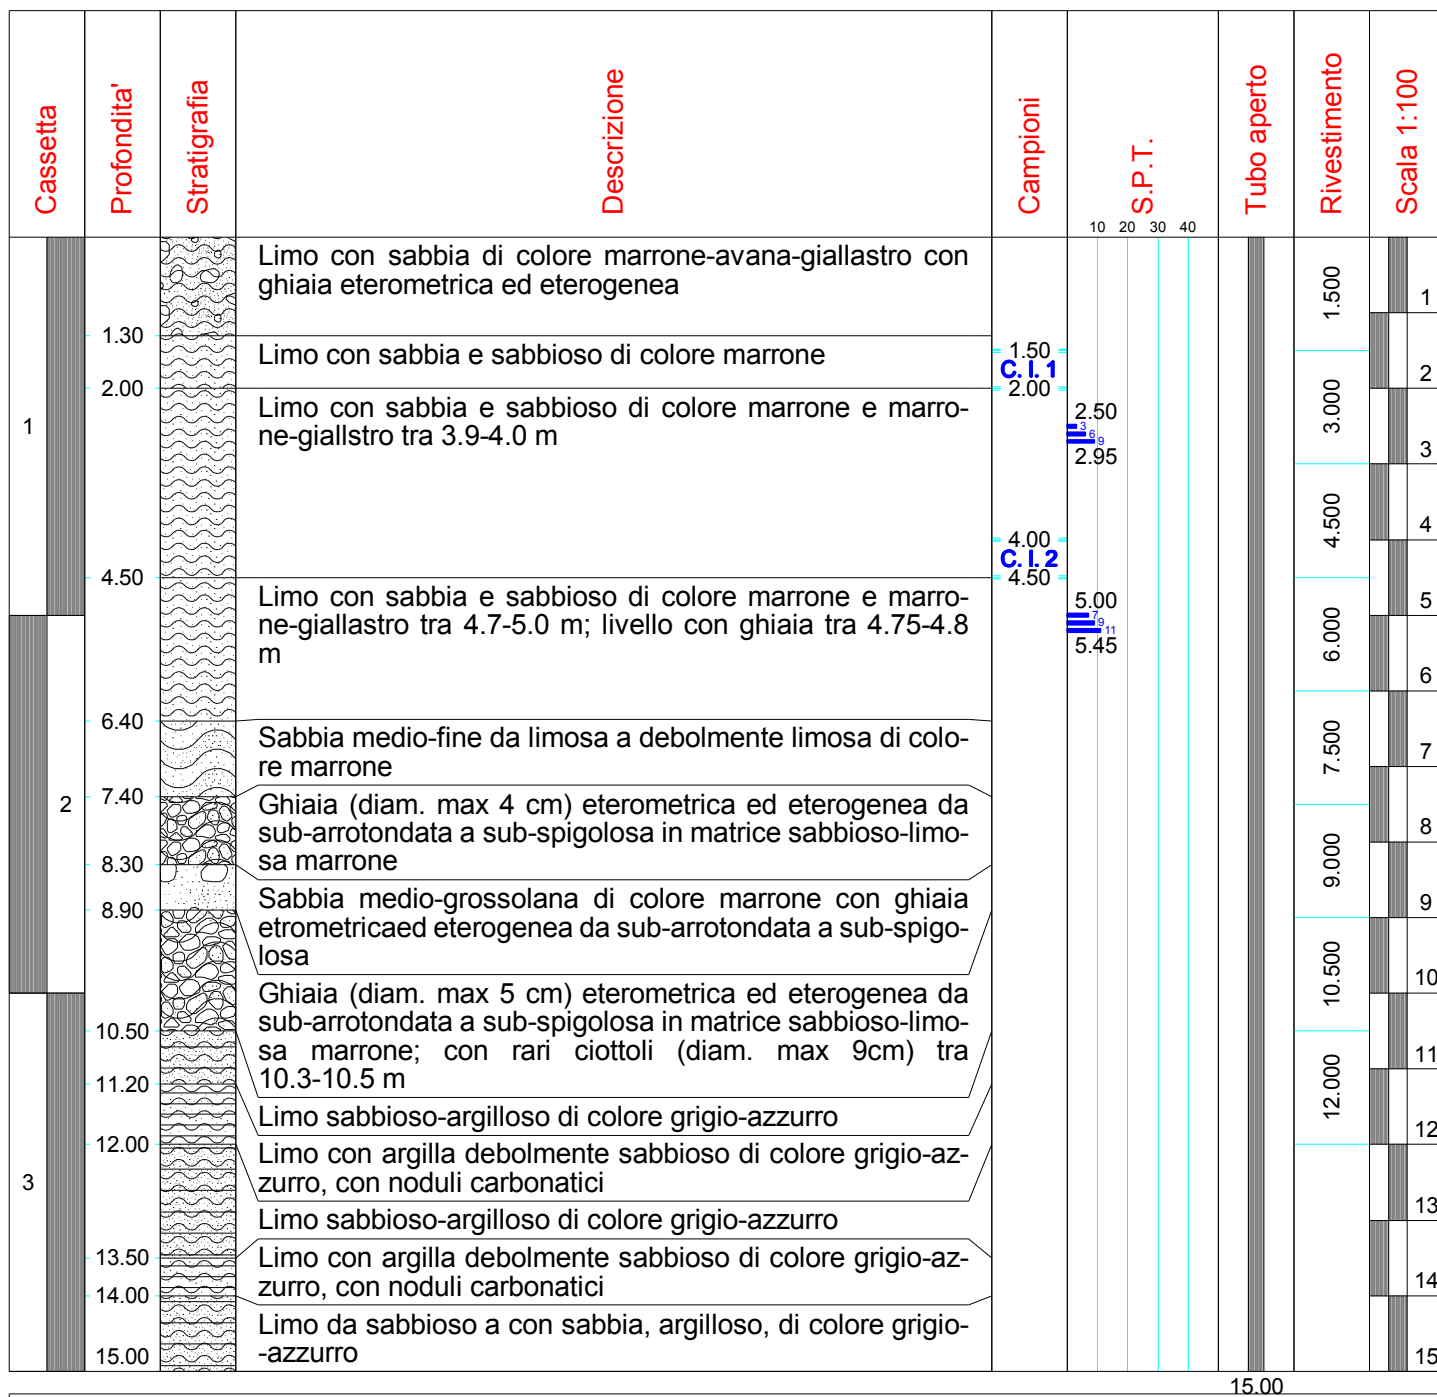 Cassetta
Profondita'
Stratigrafia
Descrizione
Campioni
S.P.T.
Tubo aperto
Rivestimento
Scala 1:100
10 20 30 40
Limo con sabbia di colore marrone-avana-giallastro con
ghiaia eterometrica ed eterogenea
1.30
Limo con sabbia e sabbioso di colore marrone
2.00
Limo con sabbia e sabbioso di colore marrone e marro-
ne-giallstro tra 3.9-4.0 m
4.50
Limo con sabbia e sabbioso di colore marrone e marro-
ne-giallastro tra 4.7-5.0 m; livello con ghiaia tra 4.75-4.8
m
6.40
Sabbia medio-fine da limosa a debolmente limosa di colo-
re marrone
7.40
Ghiaia (diam. max 4 cm) eterometrica ed eterogenea da
sub-arrotondata a sub-spigolosa in matrice sabbioso-limo-
sa marrone
8.30
Sabbia medio-grossolana di colore marrone con ghiaia
etrometricaed eterogenea da sub-arrotondata a sub-spigo-
losa
8.90
Ghiaia (diam. max 5 cm) eterometrica ed eterogenea da
sub-arrotondata a sub-spigolosa in matrice sabbioso-limo-
sa marrone; con rari ciottoli (diam. max 9cm) tra
10.3-10.5 m
10.50
Limo sabbioso-argilloso di colore grigio-azzurro
11.20
Limo con argilla debolmente sabbioso di colore grigio-az-
zurro, con noduli carbonatici
12.00
Limo sabbioso-argilloso di colore grigio-azzurro
13.50
Limo con argilla debolmente sabbioso di colore grigio-az-
zurro, con noduli carbonatici
14.00
Limo da sabbioso a con sabbia, argilloso, di colore grigio-
-azzurro
15.00
1
2
3
1.50
C. I. 1
2.00
4.00
C. I. 2
4.50
2.50
3
6
9
2.95
5.00
7
9
11
5.45
15.00
1.500
3.000
4.500
6.000
7.500
9.000
10.500
12.000
1
2
3
4
5
6
7
8
9
10
11
12
13
14
15